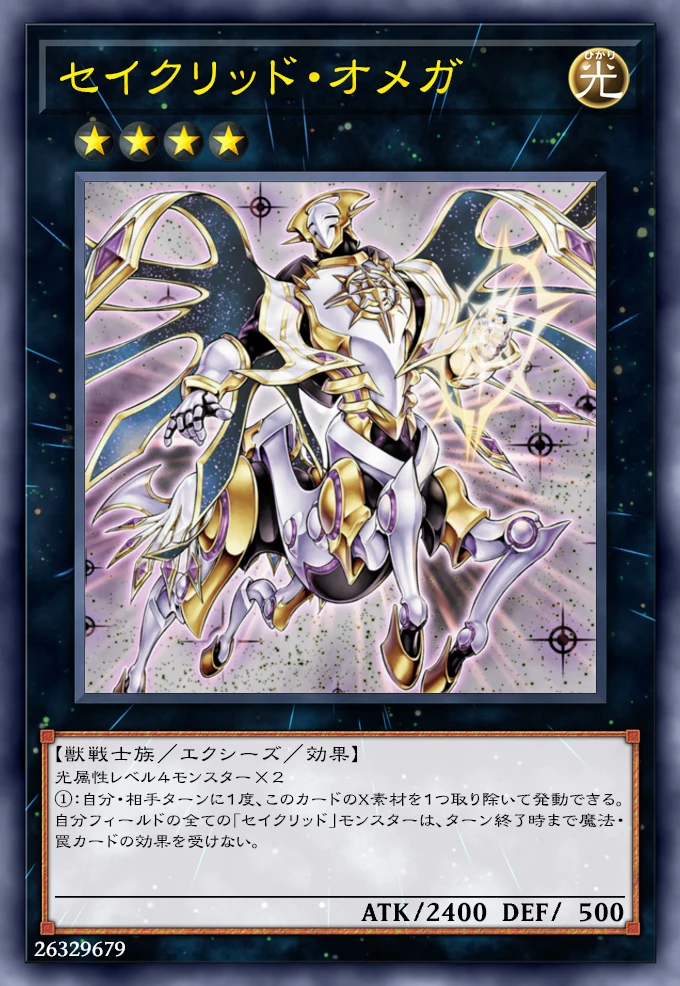 セイクリッド・オメガ
ひかり
光
【獣戦士族／エクシーズ／効果】
光属性レベル４モンスター×２
①：自分・相手ターンに１度、このカードのX素材を１つ取り除いて発動できる。
自分フィールドの全ての「セイクリッド」モンスターは、ターン終了時まで魔法・
罠カードの効果を受けない。
ATK/2400 DEF/ 500
26329679